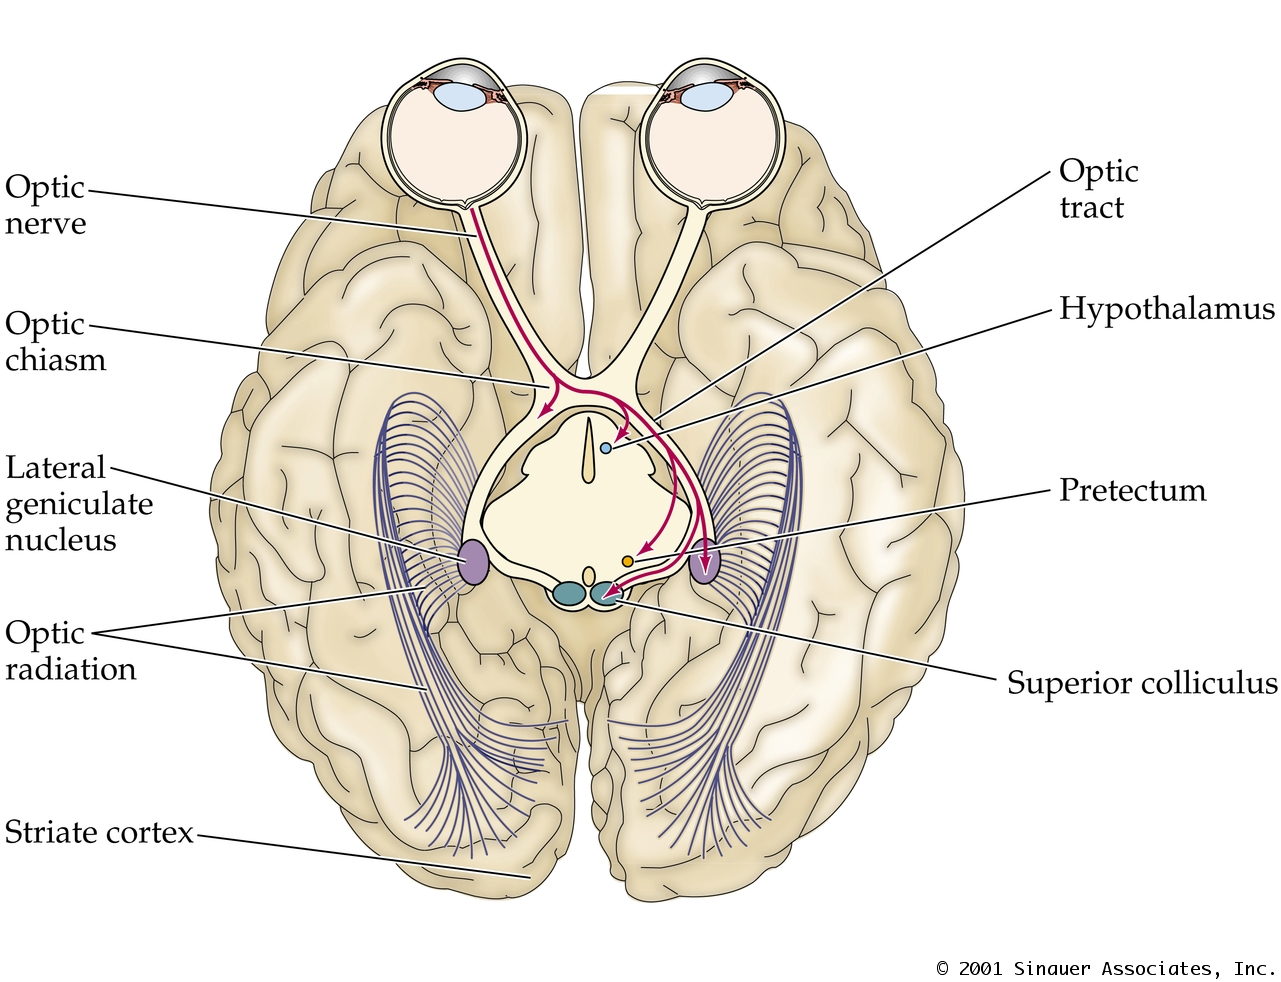 Optic
nerve
Optic
chiasm
Lateral
geniculate
nucleus
Optic
radiation
Striate cortex
Optic
tract
Hypothalamus
Pretectum
Superior colliculus
© 2001 Sinauer Associates, Inc.